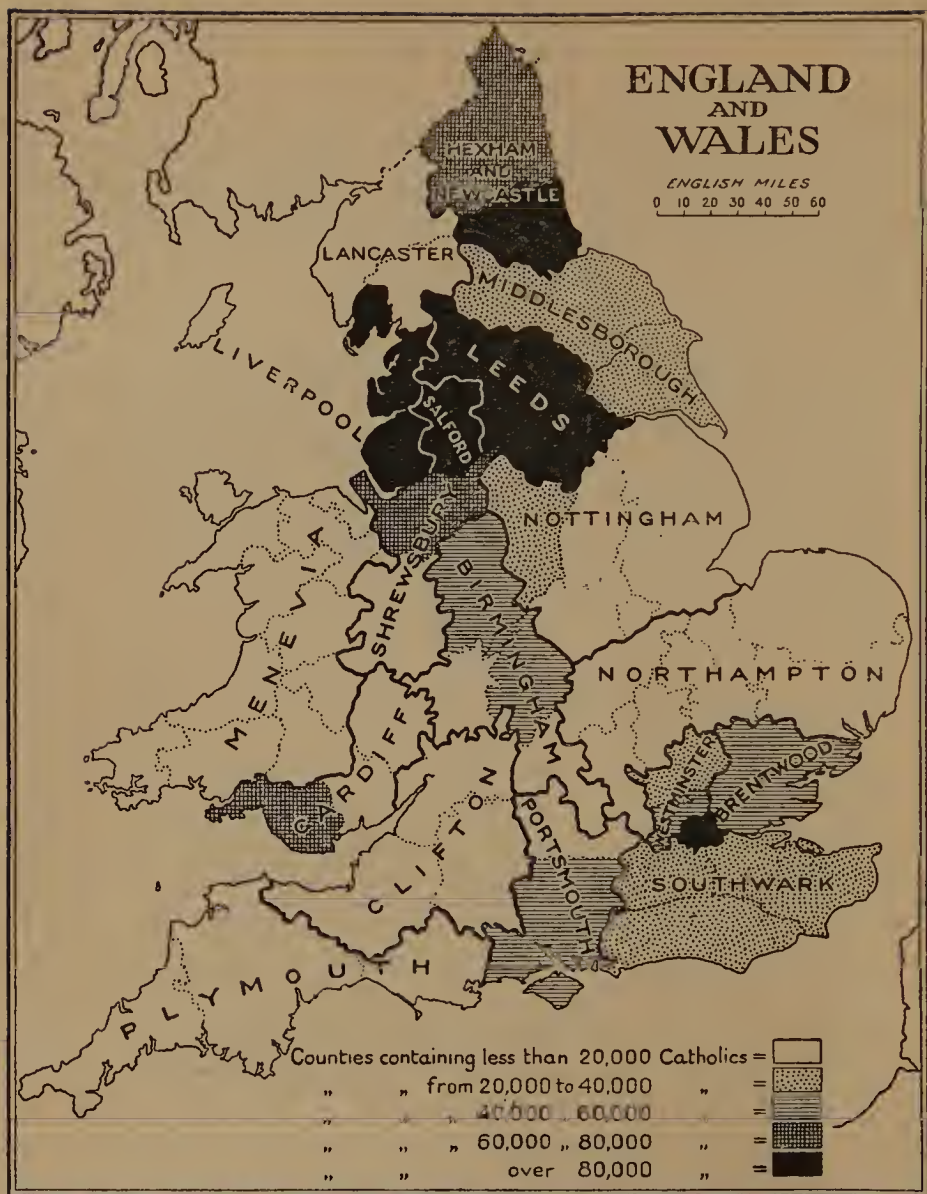 ENGLAND
AND
WALES
ENGLISH MILES
0 10 20 30 40 50 60
HEXHAM
AND
NEWCASTLE
LANCASTER
MIDDLESBOROUGH
LIVERPOOL
LEEDS
SALFORD
NOTTINGHAM
SHREWSBURY
BIRMINGHAM
MENEVIA
NORTHAMPTON
CARDIFF
CLIFTON
WESTMINSTER
BRENTWOOD
PORTSMOUTH
SOUTHWARK
PLYMOUTH
Counties containing less than 20,000 Catholics =
„ „ from 20,000 to 40,000 „ =
„ „ „ 40,000 „ 60,000 „ =
„ „ „ 60,000 „ 80,000 „ =
„ „ over 80,000 „ =